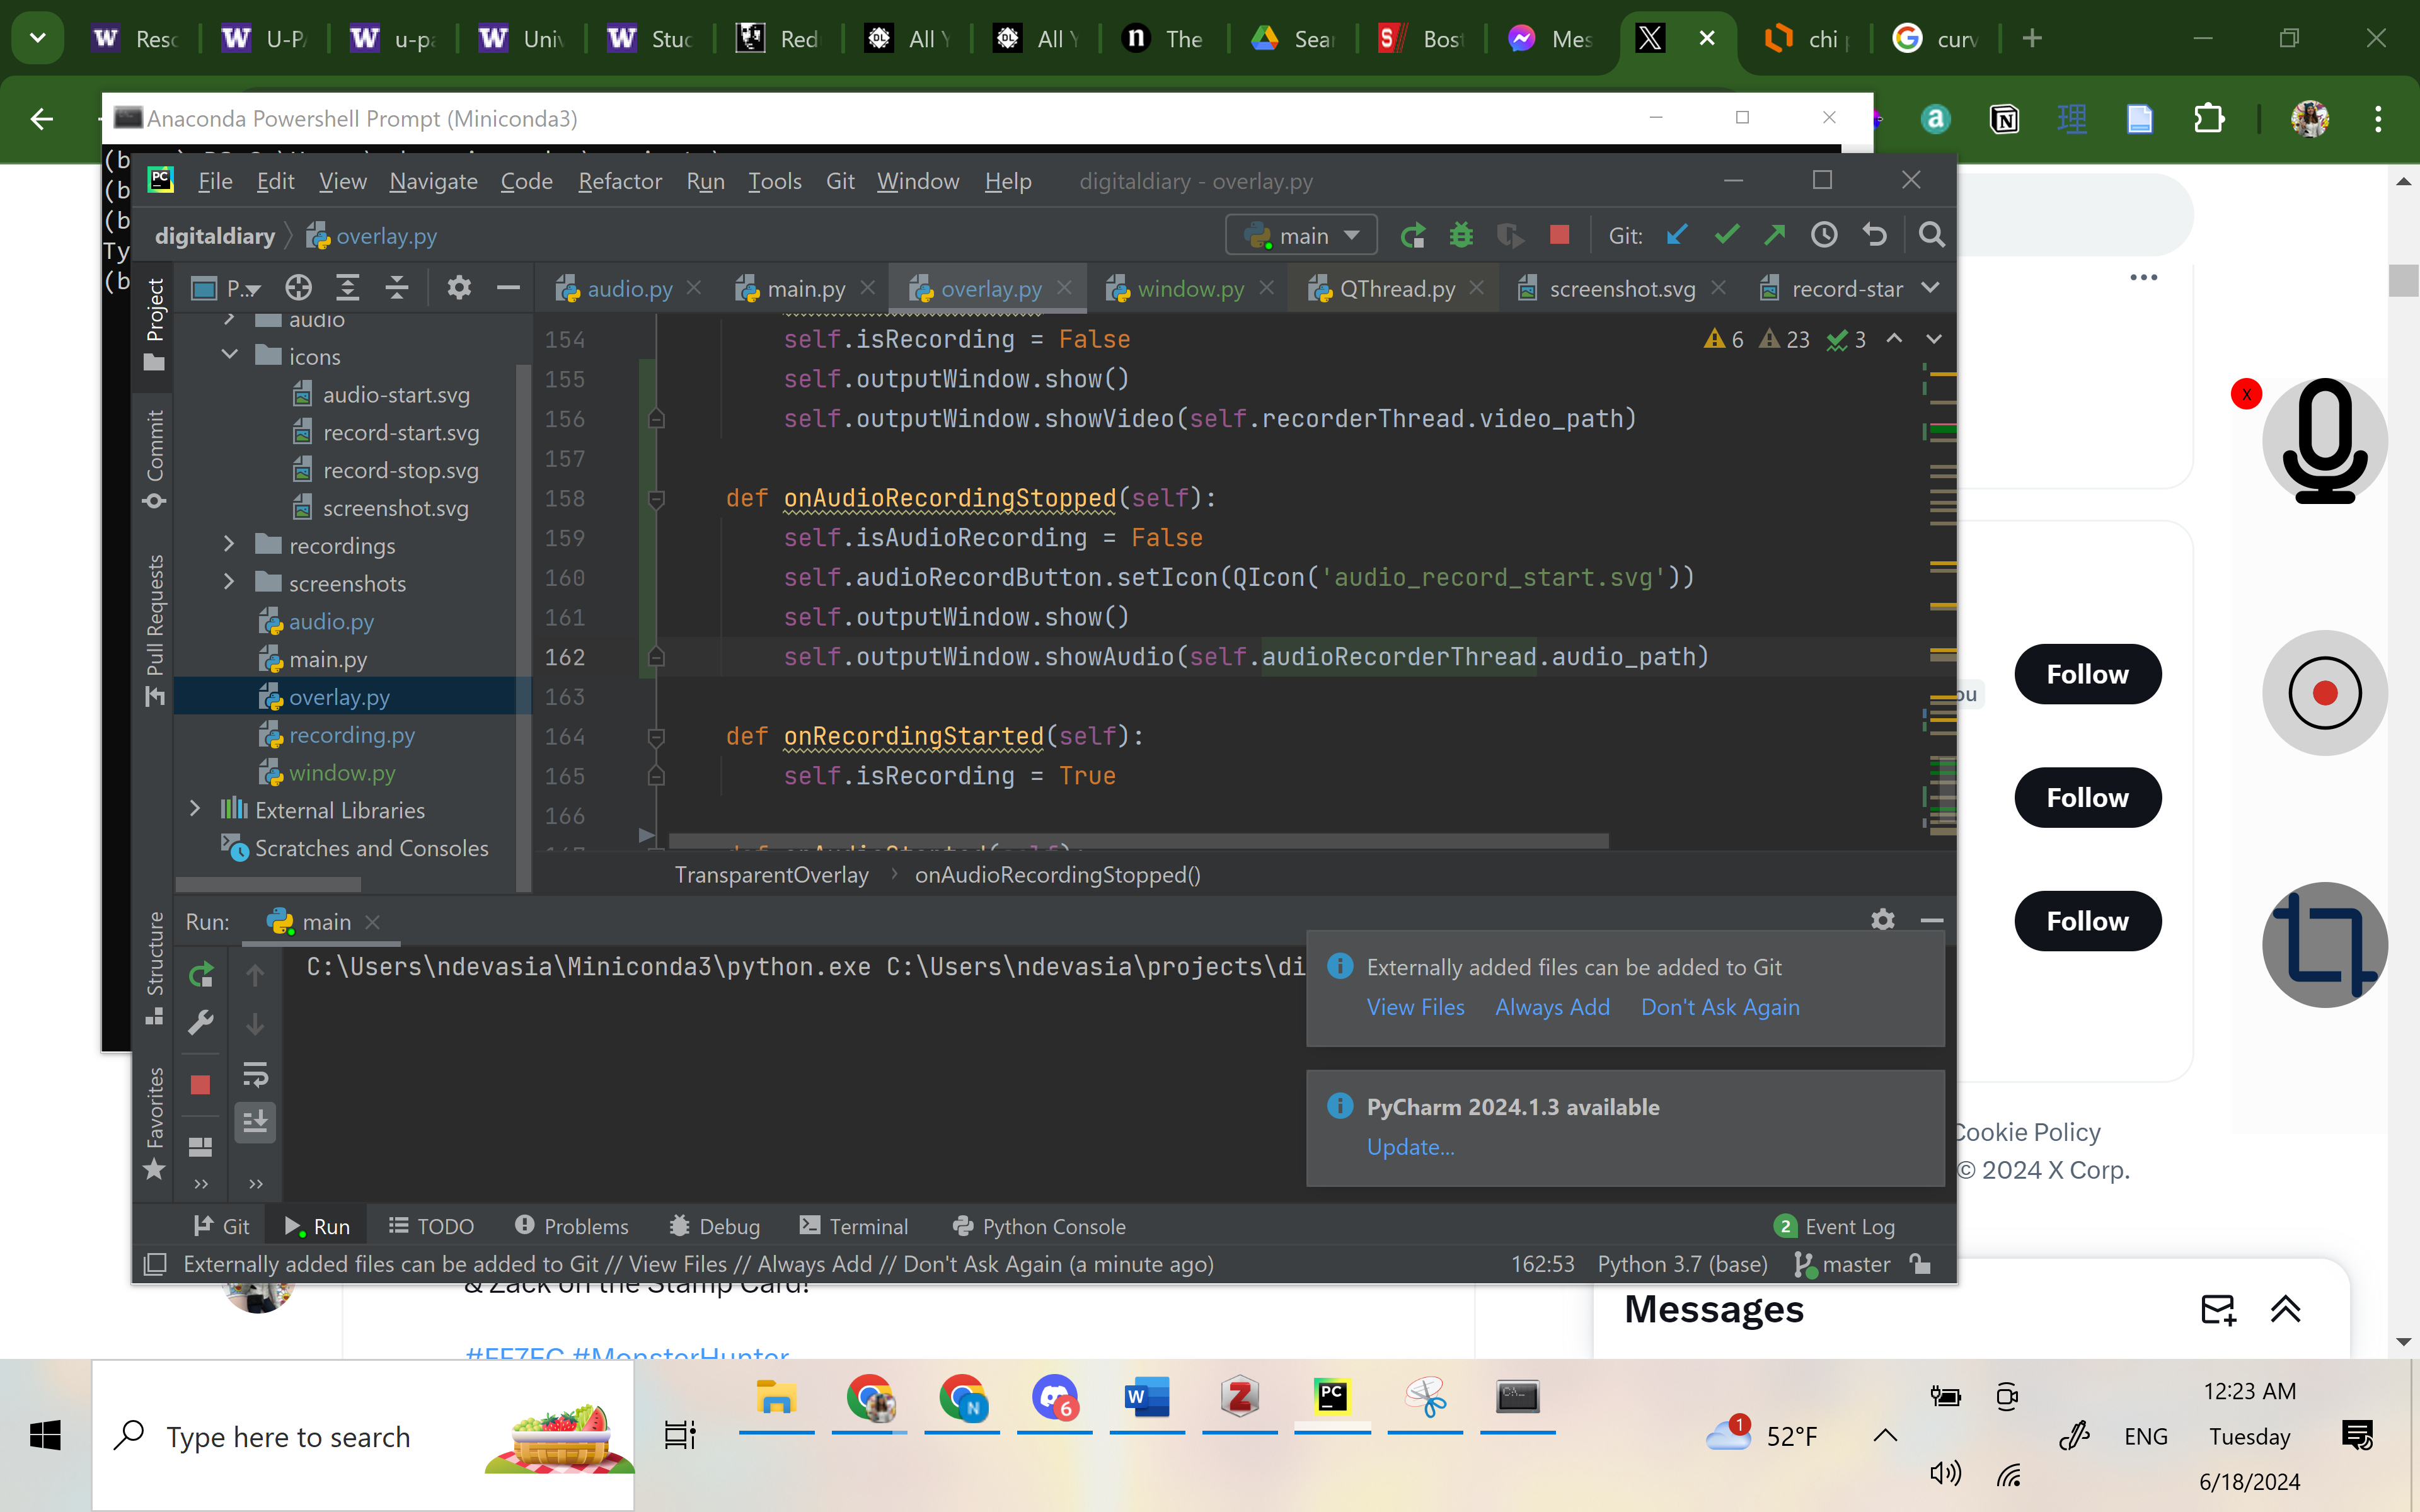 Resc
U-PA
u-pa
Univ
Stud
Red
All Y
All Y
The
Sear
Bost
Mes
chi p
curv
Anaconda Powershell Prompt (Miniconda3)
(b
(b
(b
Ty
(b
File Edit View Navigate Code Refactor Run Tools Git Window Help digitaldiary - overlay.py
digitaldiary overlay.py
main
Git:
Project
Commit
Pull Requests
Structure
Favorites
P...
audio.py
main.py
overlay.py
window.py
QThread.py
screenshot.svg
record-star
audio
icons
audio-start.svg
record-start.svg
record-stop.svg
screenshot.svg
recordings
screenshots
audio.py
main.py
overlay.py
recording.py
window.py
External Libraries
Scratches and Consoles
6 23 3
154 self.isRecording = False
155 self.outputWindow.show()
156 self.outputWindow.showVideo(self.recorderThread.video_path)
157
158 def onAudioRecordingStopped(self):
159 self.isAudioRecording = False
160 self.audioRecordButton.setIcon(QIcon('audio_record_start.svg'))
161 self.outputWindow.show()
162 self.outputWindow.showAudio(self.audioRecorderThread.audio_path)
163
164 def onRecordingStarted(self):
165 self.isRecording = True
166
TransparentOverlay > onAudioRecordingStopped()
Run: main
C:\Users\ndevasia\Miniconda3\python.exe C:\Users\ndevasia\projects\di
Externally added files can be added to Git
View Files Always Add Don't Ask Again
PyCharm 2024.1.3 available
Update...
Git Run TODO Problems Debug Terminal Python Console 2 Event Log
Externally added files can be added to Git // View Files // Always Add // Don't Ask Again (a minute ago) 162:53 Python 3.7 (base) master
x
ou
Follow
Follow
Follow
Cookie Policy
© 2024 X Corp.
& Zack on the Stamp Card!
#FF7EC #MonsterHunter
Messages
Type here to search
6
1
52°F
ENG
12:23 AM
Tuesday
6/18/2024